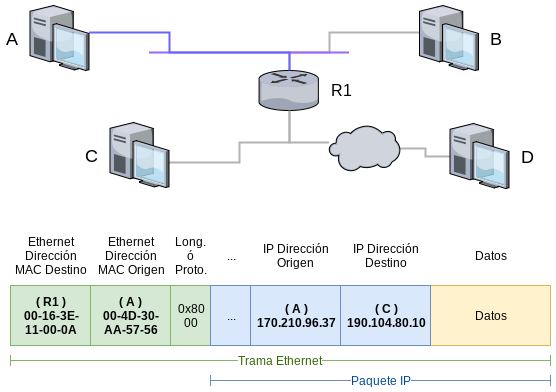 A
B
R1
C
D
Ethernet
Dirección
MAC Destino
Ethernet
Dirección
MAC Origen
Long.
ó
Proto.
...
IP Dirección
Origen
IP Dirección
Destino
Datos
( R1 )
00-16-3E-
11-00-0A
( A )
00-4D-30-
AA-57-56
0x80
00
...
( A )
170.210.96.37
( C )
190.104.80.10
Datos
Trama Ethernet
Paquete IP